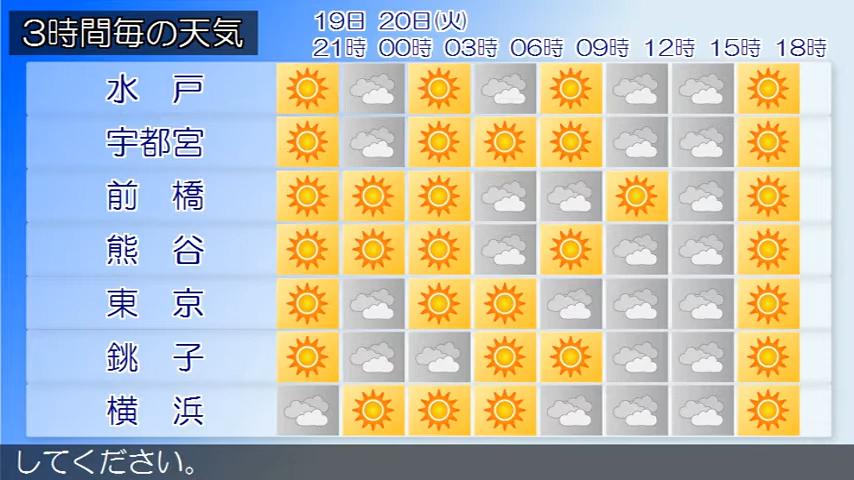 3時間毎の天気
19日 20日(火)
21時 00時 03時 06時 09時 12時 15時 18時
水 戸
宇都宮
前 橋
熊 谷
東 京
銚 子
横 浜
してください。